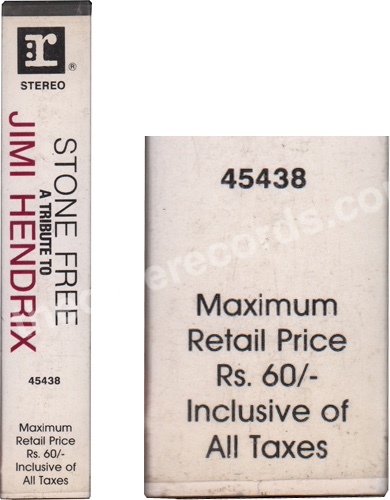 r
®
STEREO
STONE FREE
A TRIBUTE TO
JIMI HENDRIX
45438
Maximum
Retail Price
Rs. 60/-
Inclusive of
All Taxes
45438
Maximum
Retail Price
Rs. 60/-
Inclusive of
All Taxes